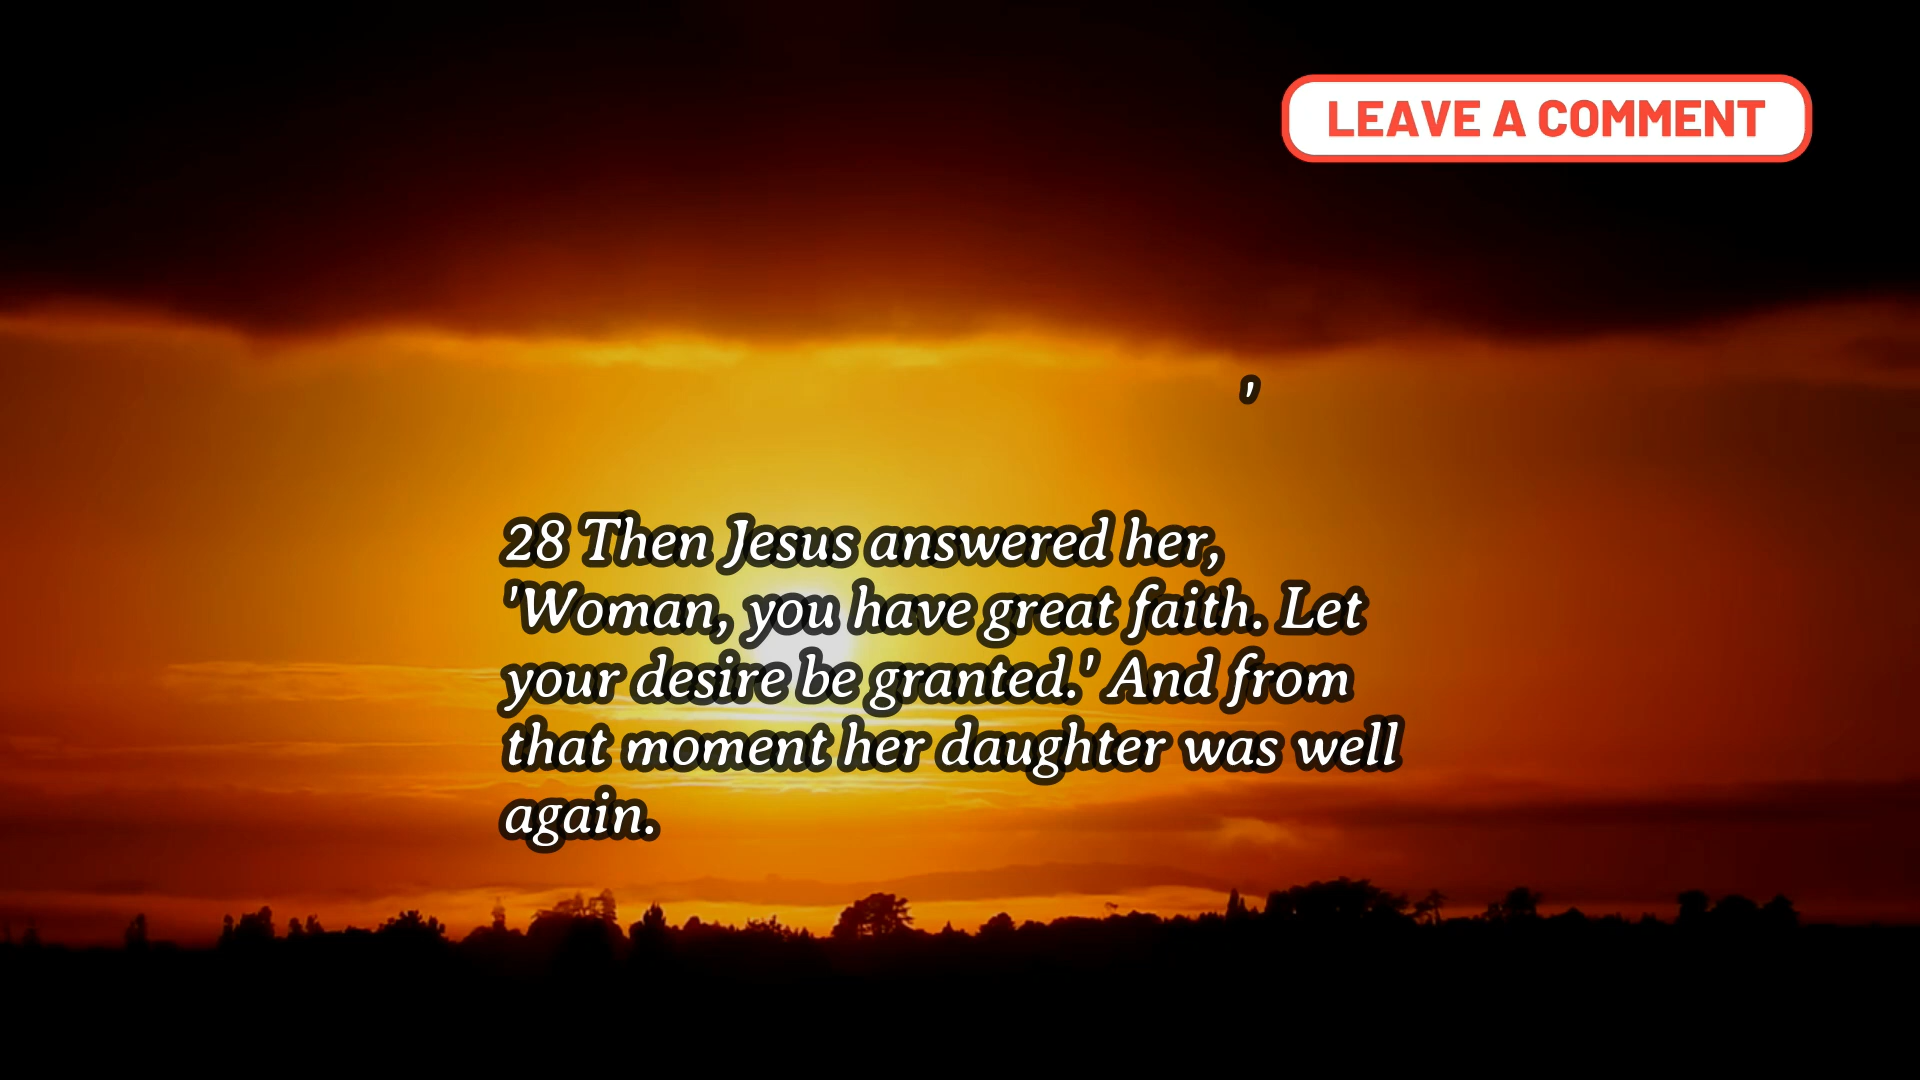 LEAVE A COMMENT
'
28 Then Jesus answered her,
'Woman, you have great faith. Let
your desire be granted.' And from
that moment her daughter was well
again.